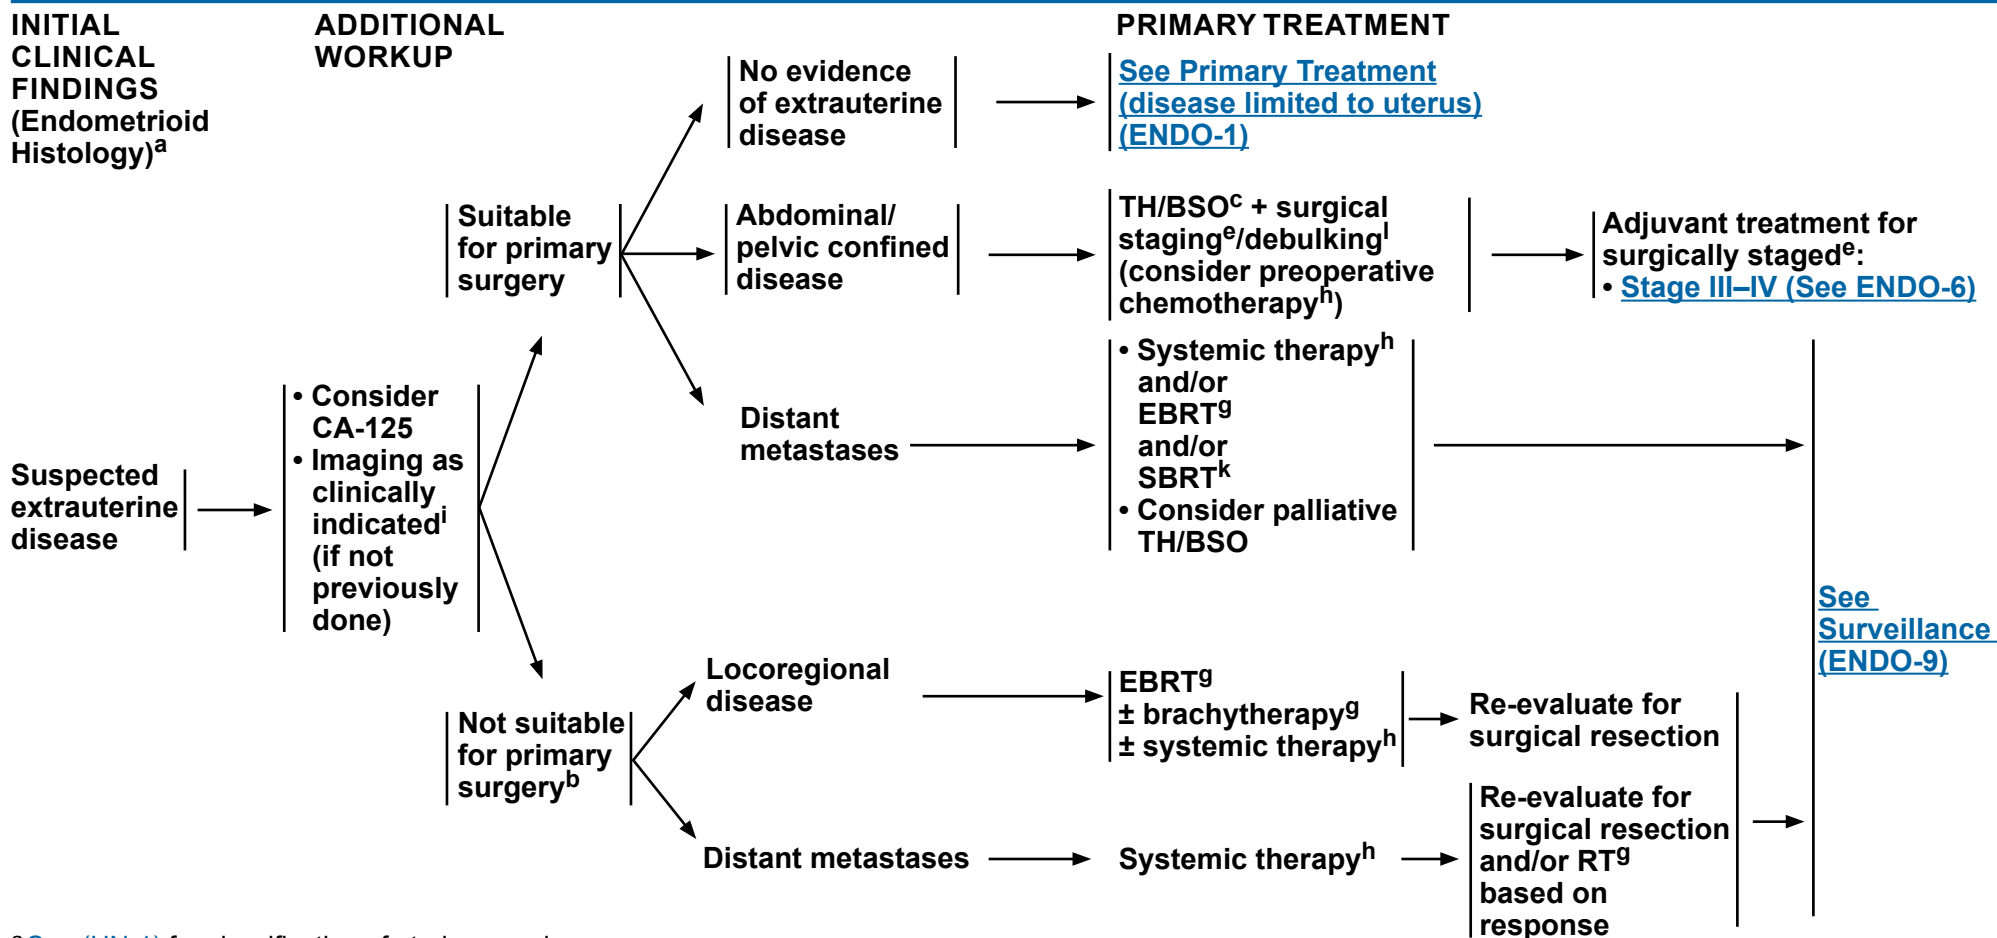 INITIAL
CLINICAL
FINDINGS
(Endometrioid
Histology)a
ADDITIONAL
WORKUP
PRIMARY TREATMENT
No evidence
of extrauterine
disease
See Primary Treatment
(disease limited to uterus)
(ENDO-1)
Suitable
for primary
surgery
Abdominal/
pelvic confined
disease
TH/BSOc + surgical
staginge/debulkingl
(consider preoperative
chemotherapyh)
Adjuvant treatment for
surgically stagede:
• Stage III–IV (See ENDO-6)
Distant
metastases
• Systemic therapyh
and/or
EBRTg
and/or
SBRTk
• Consider palliative
TH/BSO
Suspected
extrauterine
disease
• Consider
CA-125
• Imaging as
clinically
indicatedi
(if not
previously
done)
See
Surveillance
(ENDO-9)
Not suitable
for primary
surgeryb
Locoregional
disease
EBRTg
± brachytherapyg
± systemic therapyh
Re-evaluate for
surgical resection
Distant metastases
Systemic therapyh
Re-evaluate for
surgical resection
and/or RTg
based on
response